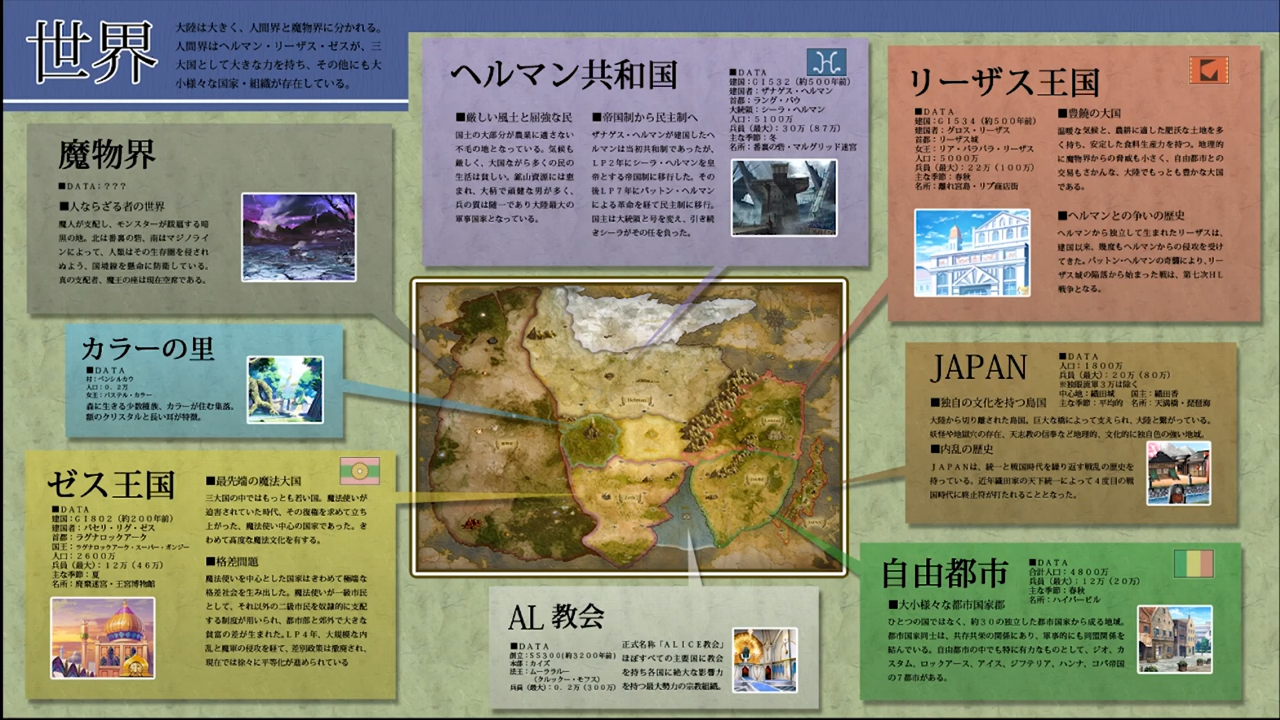 世界
大陸は大きく、人間界と魔物界に分かれる。
人間界はヘルマン・リーザス・ゼスが、三
大国として大きな力を持ち、その他にも大
小様々な国家・組織が存在している。
魔物界
■DATA：？？？
■人ならざる者の世界
魔人が支配し、モンスターが跋扈する暗
黒の地。北は番裏の砦、南はマジノライ
ンによって、人類はその生存圏を侵され
ぬよう、国境線を懸命に防衛している。
真の支配者、魔王の座は現在空席である。
ヘルマン共和国
■厳しい風土と屈強な民
国土の大部分が農業に適さない
不毛の地となっている。気候も
厳しく、大国ながら多くの民の
生活は貧しい。鉱山資源には恵
まれ、大柄で頑健な男が多く、
兵の質は随一であり大陸最大の
軍事国家となっている。
■帝国制から民主制へ
ザナゲス・ヘルマンが建国したヘ
ルマンは当初共和制であったが、
LP2年にシーラ・ヘルマンを皇
帝とする帝国制に移行した。その
後LP7年にパットン・ヘルマン
による革命を経て民主制に移行。
国主は大統領と号を変え、引き続
きシーラがその任を負った。
■DATA
建国：GI532（約500年前）
建国者：ザナゲス・ヘルマン
首都：ラング・バウ
大統領：シーラ・ヘルマン
人口：5100万
兵員（最大）：30万（87万）
主な季節：冬
名所：番裏の砦・マルグリッド迷宮
リーザス王国
■DATA
建国：GI534（約500年前）
建国者：グロス・リーザス
首都：リーザス城
女王：リア・パラパラ・リーザス
人口：5000万
兵員（最大）：22万（100万）
主な季節：春秋
名所：離れ宮島・リブ商店街
■豊饒の大国
温暖な気候と、農耕に適した肥沃な土地を多
く持ち、安定した食料生産力を持つ。地理的
に魔物界からの脅威も小さく、自由都市との
交易もさかんな、大陸でもっとも豊かな大国
である。
■ヘルマンとの争いの歴史
ヘルマンから独立して生まれたリーザスは、
建国以来、幾度もヘルマンからの侵攻を受け
てきた。パットン・ヘルマンの奇襲により、リー
ザス城の陥落から始まった戦は、第七次HL
戦争となる。
カラーの里
■DATA
村：ペンシルカウ
人口：0．2万
女王：パステル・カラー
森に生きる少数種族、カラーが住む集落。
額のクリスタルと長い耳が特徴。
JAPAN
■DATA
人口：1800万
兵員（最大）：20万（80万）
※独眼流軍3万は除く
中心地：織田城　国主：織田香
主な季節：平均的　名所：天満橋・琵琶海
■独自の文化を持つ島国
大陸から切り離された島国。巨大な橋によって支えられ、大陸と繋がっている。
妖怪や地獄穴の存在、天志教の信奉など地理的、文化的に独自色の強い地域。
■内乱の歴史
JAPANは、統一と戦国時代を繰り返す戦乱の歴史を
持っている。近年織田家の天下統一によって4度目の戦
国時代に終止符が打たれることとなった。
ゼス王国
■DATA
建国：GI802（約200年前）
建国者：パセリ・リグ・ゼス
首都：ラグナロックアーク
国王：ラグナロックアーク・スーパー・ガンジー
人口：2600万
兵員（最大）：12万（46万）
主な季節：夏
名所：廃棄迷宮・王宮博物館
■最先端の魔法大国
三大国の中ではもっとも若い国。魔法使いが
迫害されていた時代、その復権を求めて立ち
上がった、魔法使い中心の国家であった。き
わめて高度な魔法文化を有する。
■格差問題
魔法使いを中心とした国家はきわめて極端な
格差社会を生み出した。魔法使いが一級市民
として、それ以外の二級市民を奴隷的に支配
する制度が用いられ、都市部と郊外で大きな
貧富の差が生まれた。LP4年、大規模な内
乱と魔軍の侵攻を経て、差別政策は撤廃され、
現在では徐々に平等化が進められている
AL教会
■DATA
創立：SS300(約3200年前)
本部：カイズ
法王：ムーララルー
（クルックー・モフス）
兵員（最大）：0．2万（300万）
正式名称「ALICE教会」
ほぼすべての主要国に教会
を持ち各国に絶大な影響力
を持つ最大勢力の宗教組織。
自由都市
■DATA
合計人口：4800万
兵員（最大）：12万（20万）
主な季節：春秋
名所：ハイパービル
■大小様々な都市国家郡
ひとつの国ではなく、約30の独立した都市国家から成る地域。
都市国家同士は、共存共栄の関係にあり、軍事的にも同盟関係を
結んでいる。自由都市の中でも特に有力なものとして、ジオ、カ
スタム、ロックアース、アイス、ジフテリア、ハンナ、コパ帝国
の7都市がある。